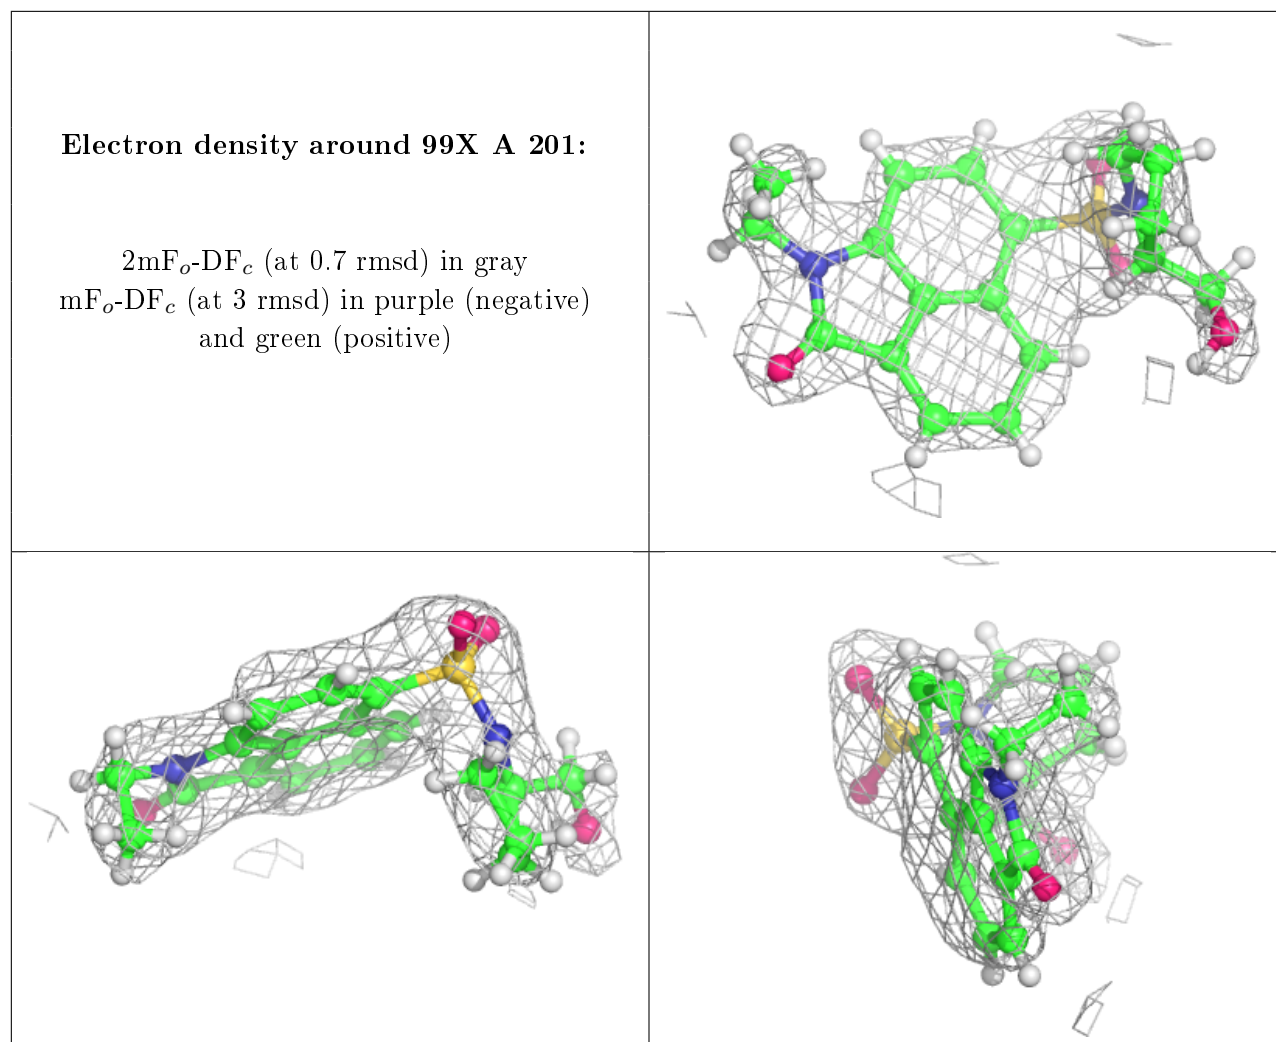 Electron density around 99X A 201:
2mFₒ-DF𝒸 (at 0.7 rmsd) in gray
mFₒ-DF𝒸 (at 3 rmsd) in purple (negative)
and green (positive)